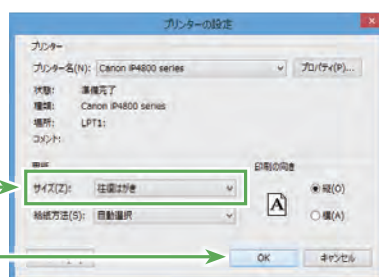 プリンターの設定
プリンター
プリンター名(N): Canon iP4800 series プロパティ(P)...
状態: 準備完了
種類: Canon iP4800 series
場所: LPT1:
コメント:
用紙 印刷の向き
サイズ(Z): 往復はがき
給紙方法(S): 自動選択
A
縦(O)
横(A)
OK キャンセル